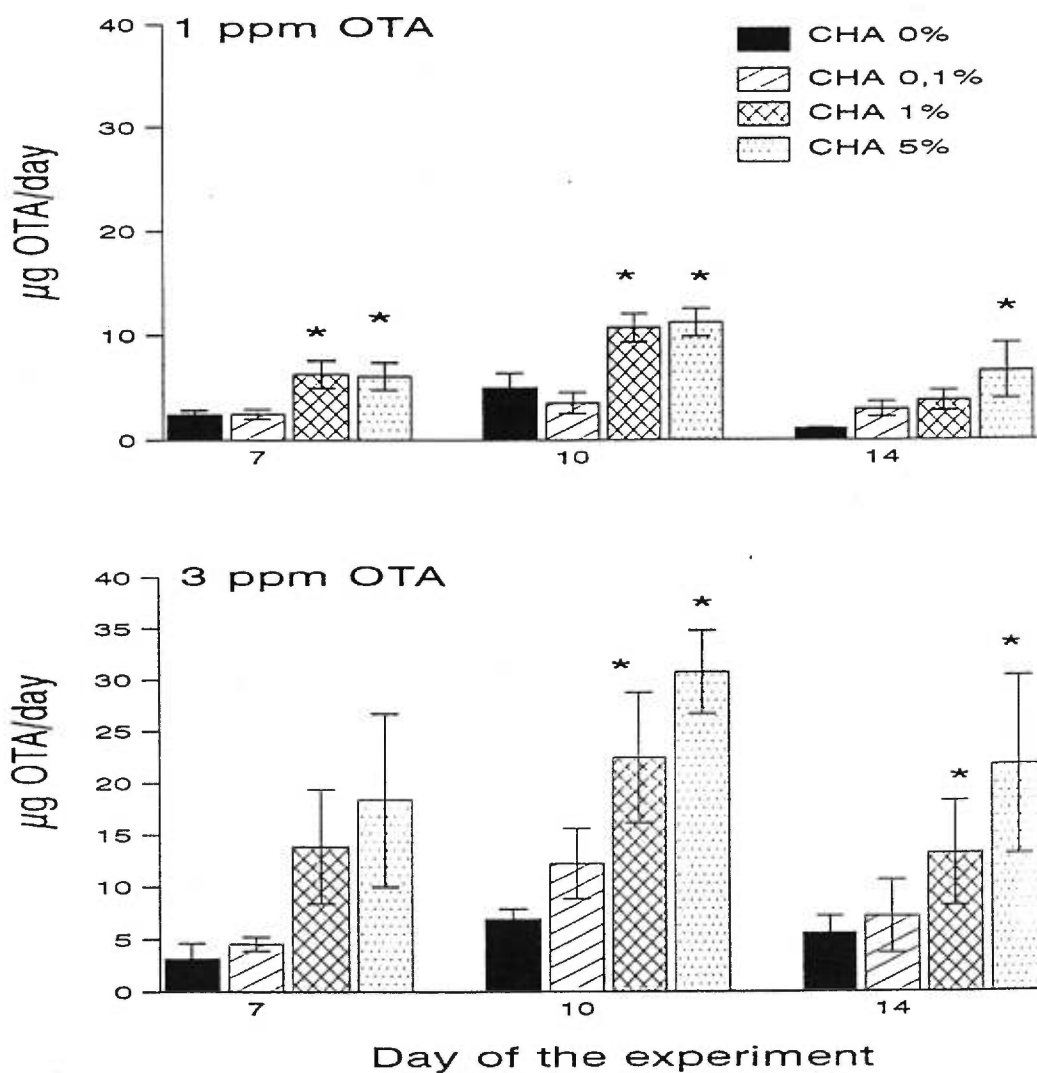 1 ppm OTA
CHA 0%
CHA 0,1%
CHA 1%
CHA 5%
40
30
20
10
0
µg OTA/day
* * * * *
7 10 14
3 ppm OTA
40
35
30
25
20
15
10
5
0
µg OTA/day
* * * *
7 10 14
Day of the experiment